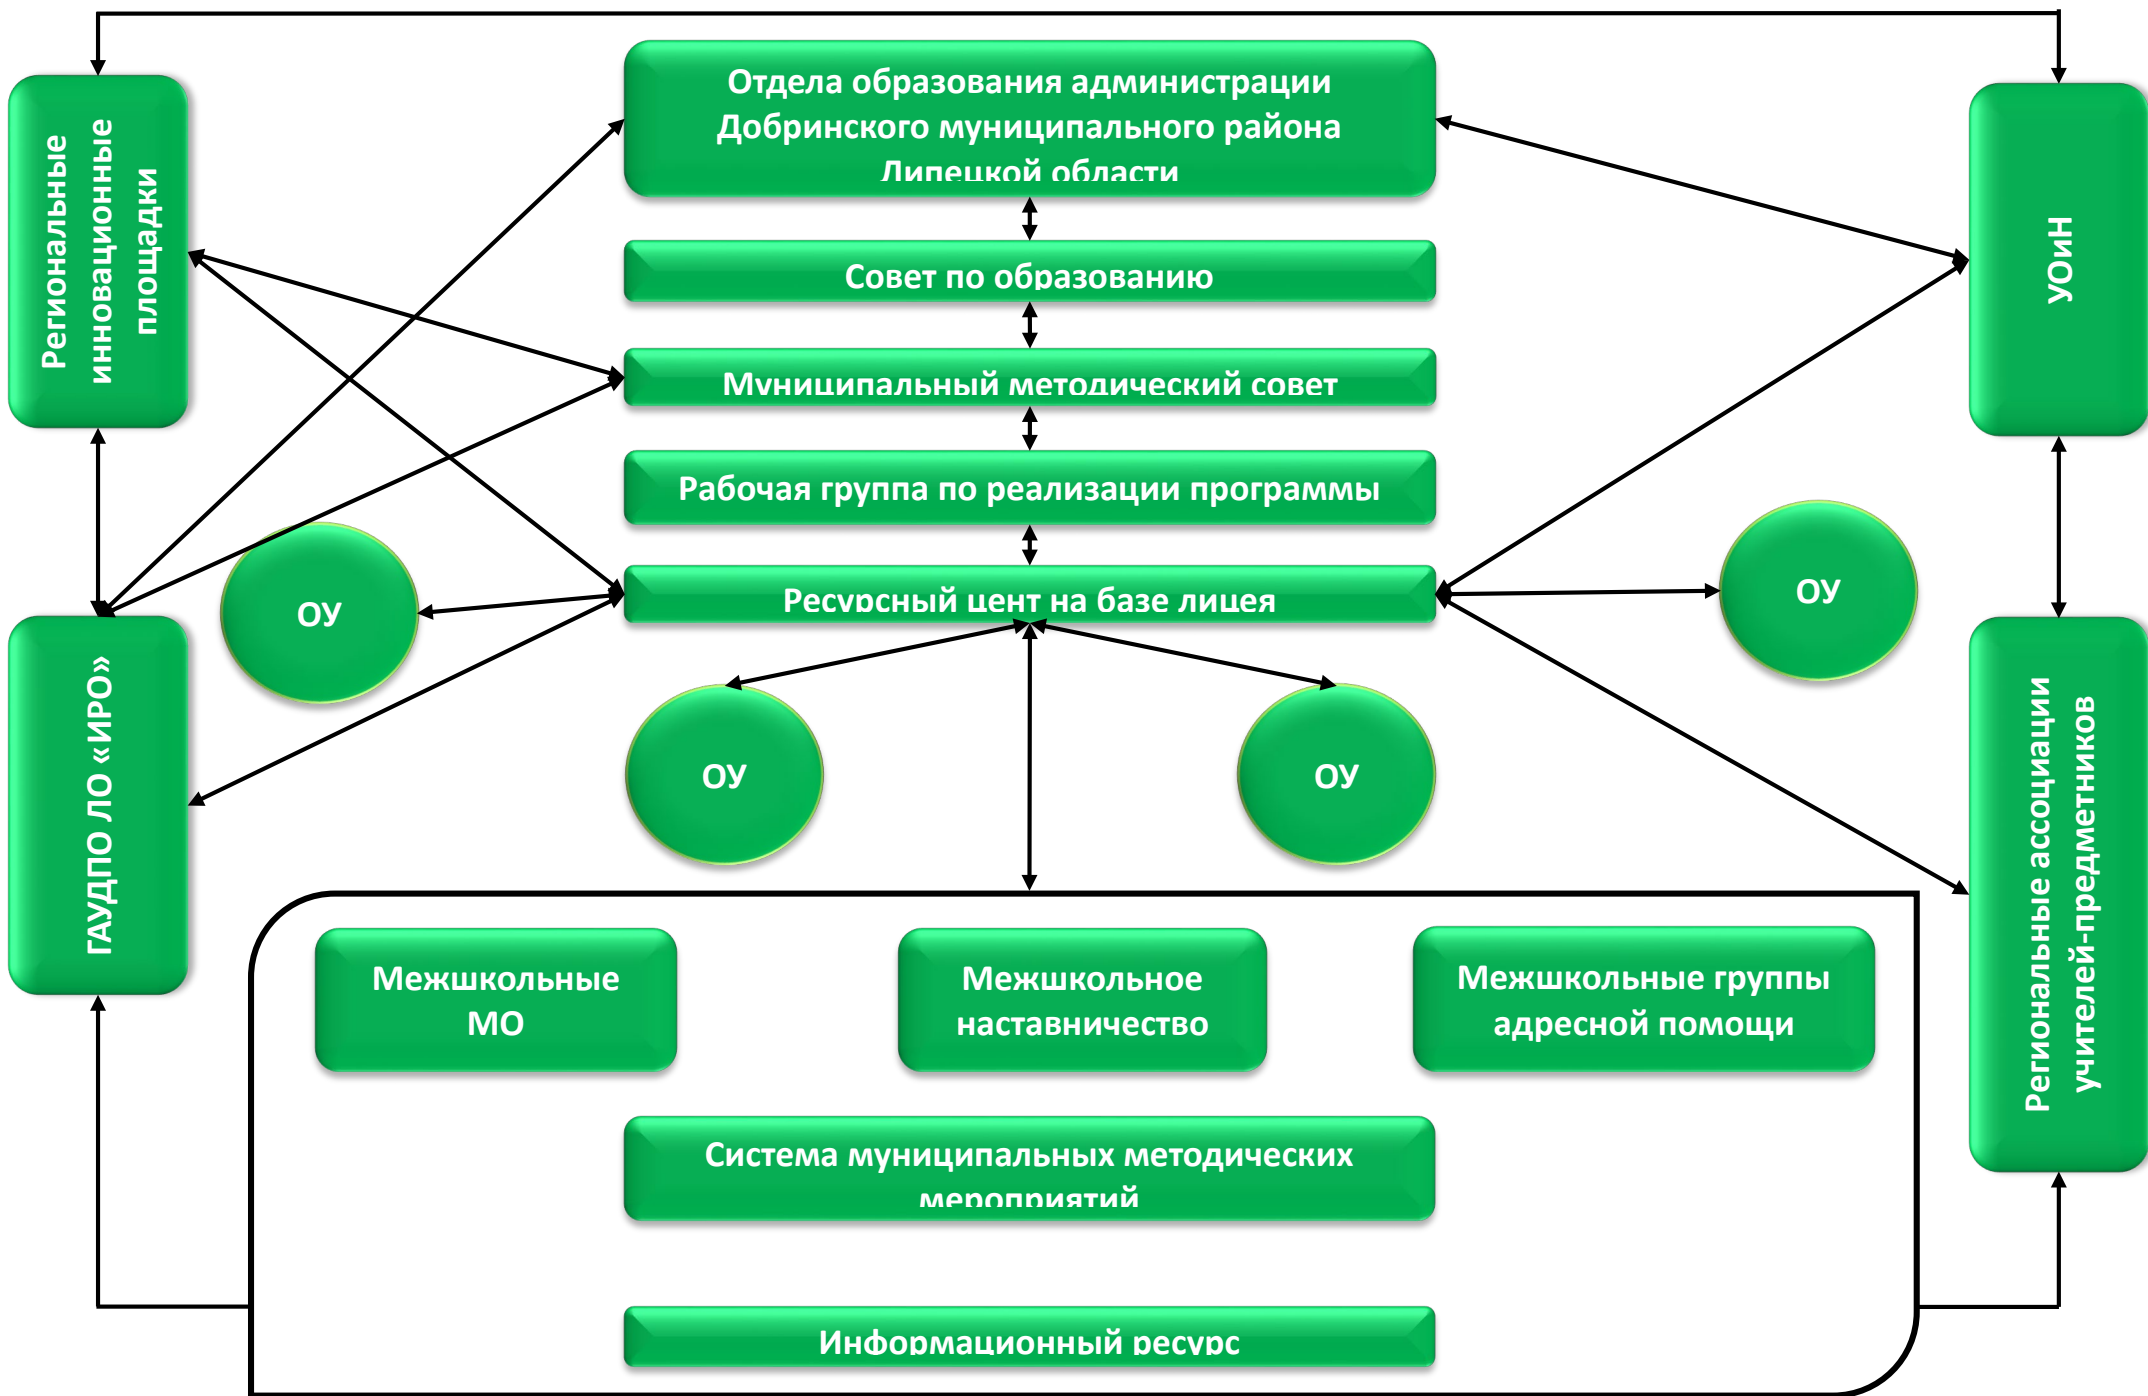 Отдела образования администрации
Добринского муниципального района
Липецкой области
Региональные
инновационные
площадки
УОиН
Совет по образованию
Муниципальный методический совет
Рабочая группа по реализации программы
Ресурсный цент на базе лицея
ОУ
ОУ
ОУ
ОУ
ГАУДПО ЛО «ИРО»
Региональные ассоциации
учителей-предметников
Межшкольные
МО
Межшкольное
наставничество
Межшкольные группы
адресной помощи
Система муниципальных методических
мероприятий
Информационный ресурс